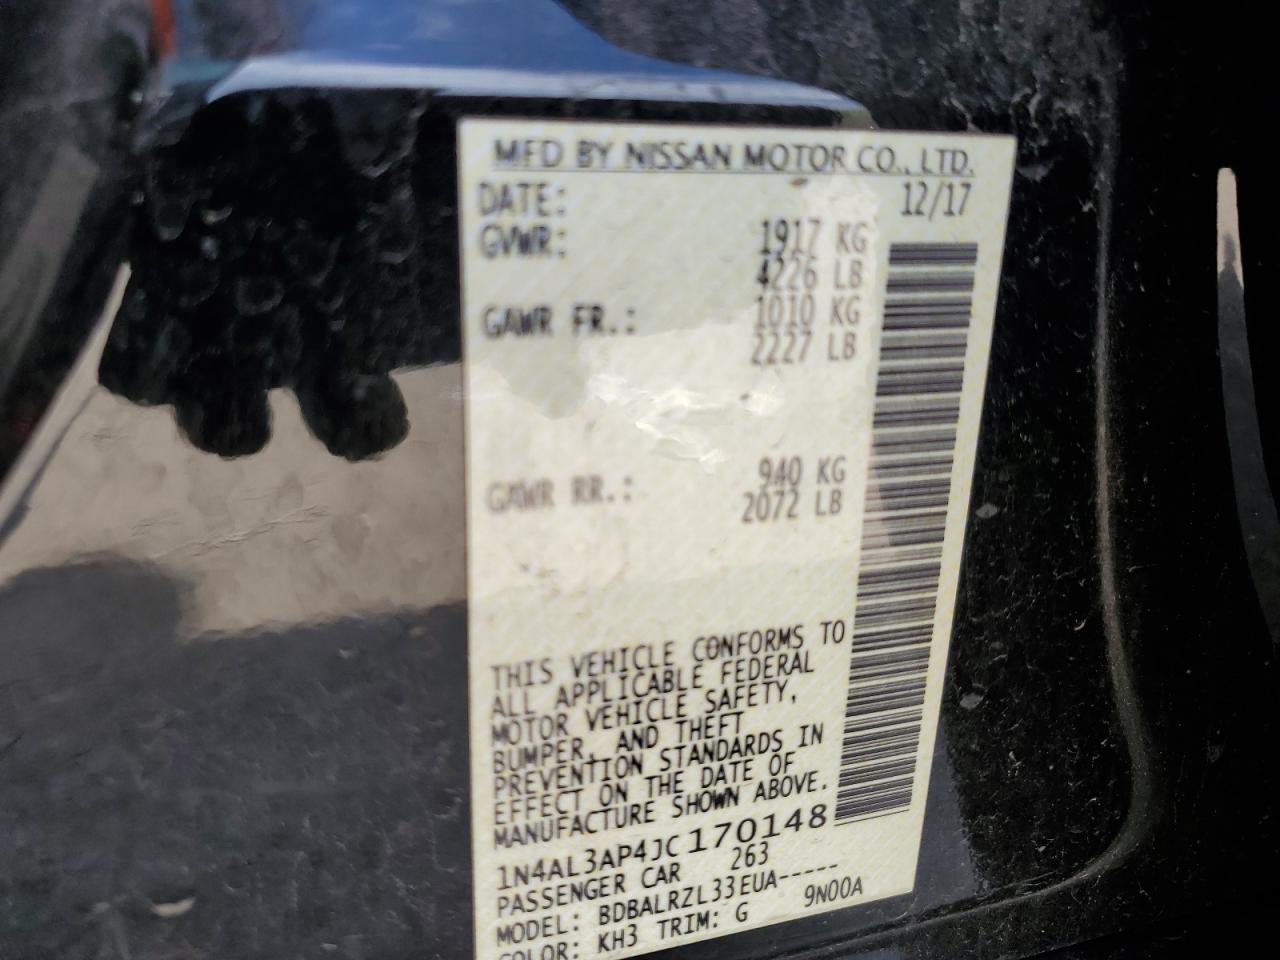 MFD BY NISSAN MOTOR CO., LTD.
DATE: 12/17
GVWR: 1917 KG
4226 LB
GAWR FR.: 1010 KG
2227 LB
GAWR RR.: 940 KG
2072 LB
THIS VEHICLE CONFORMS TO
ALL APPLICABLE FEDERAL
MOTOR VEHICLE SAFETY,
BUMPER, AND THEFT
PREVENTION STANDARDS IN
EFFECT ON THE DATE OF
MANUFACTURE SHOWN ABOVE.
1N4AL3AP4JC170148
PASSENGER CAR 263
MODEL: BDBALRZL33EUA-----
COLOR: KH3 TRIM: G 9N00A